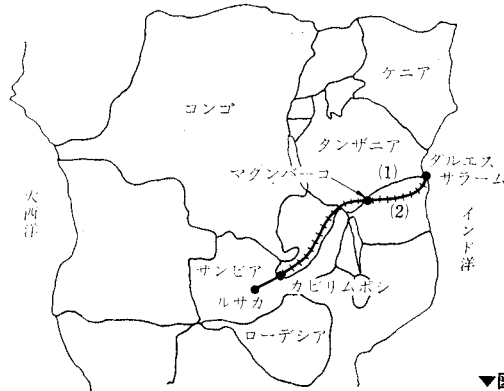 ケニア
コンゴ
タンザニア
マクンバーコ
(1)
ダルエス
サラーム
(2)
大西洋
インド洋
ザンビア
カピリムポシ
ルサカ
ローデシア